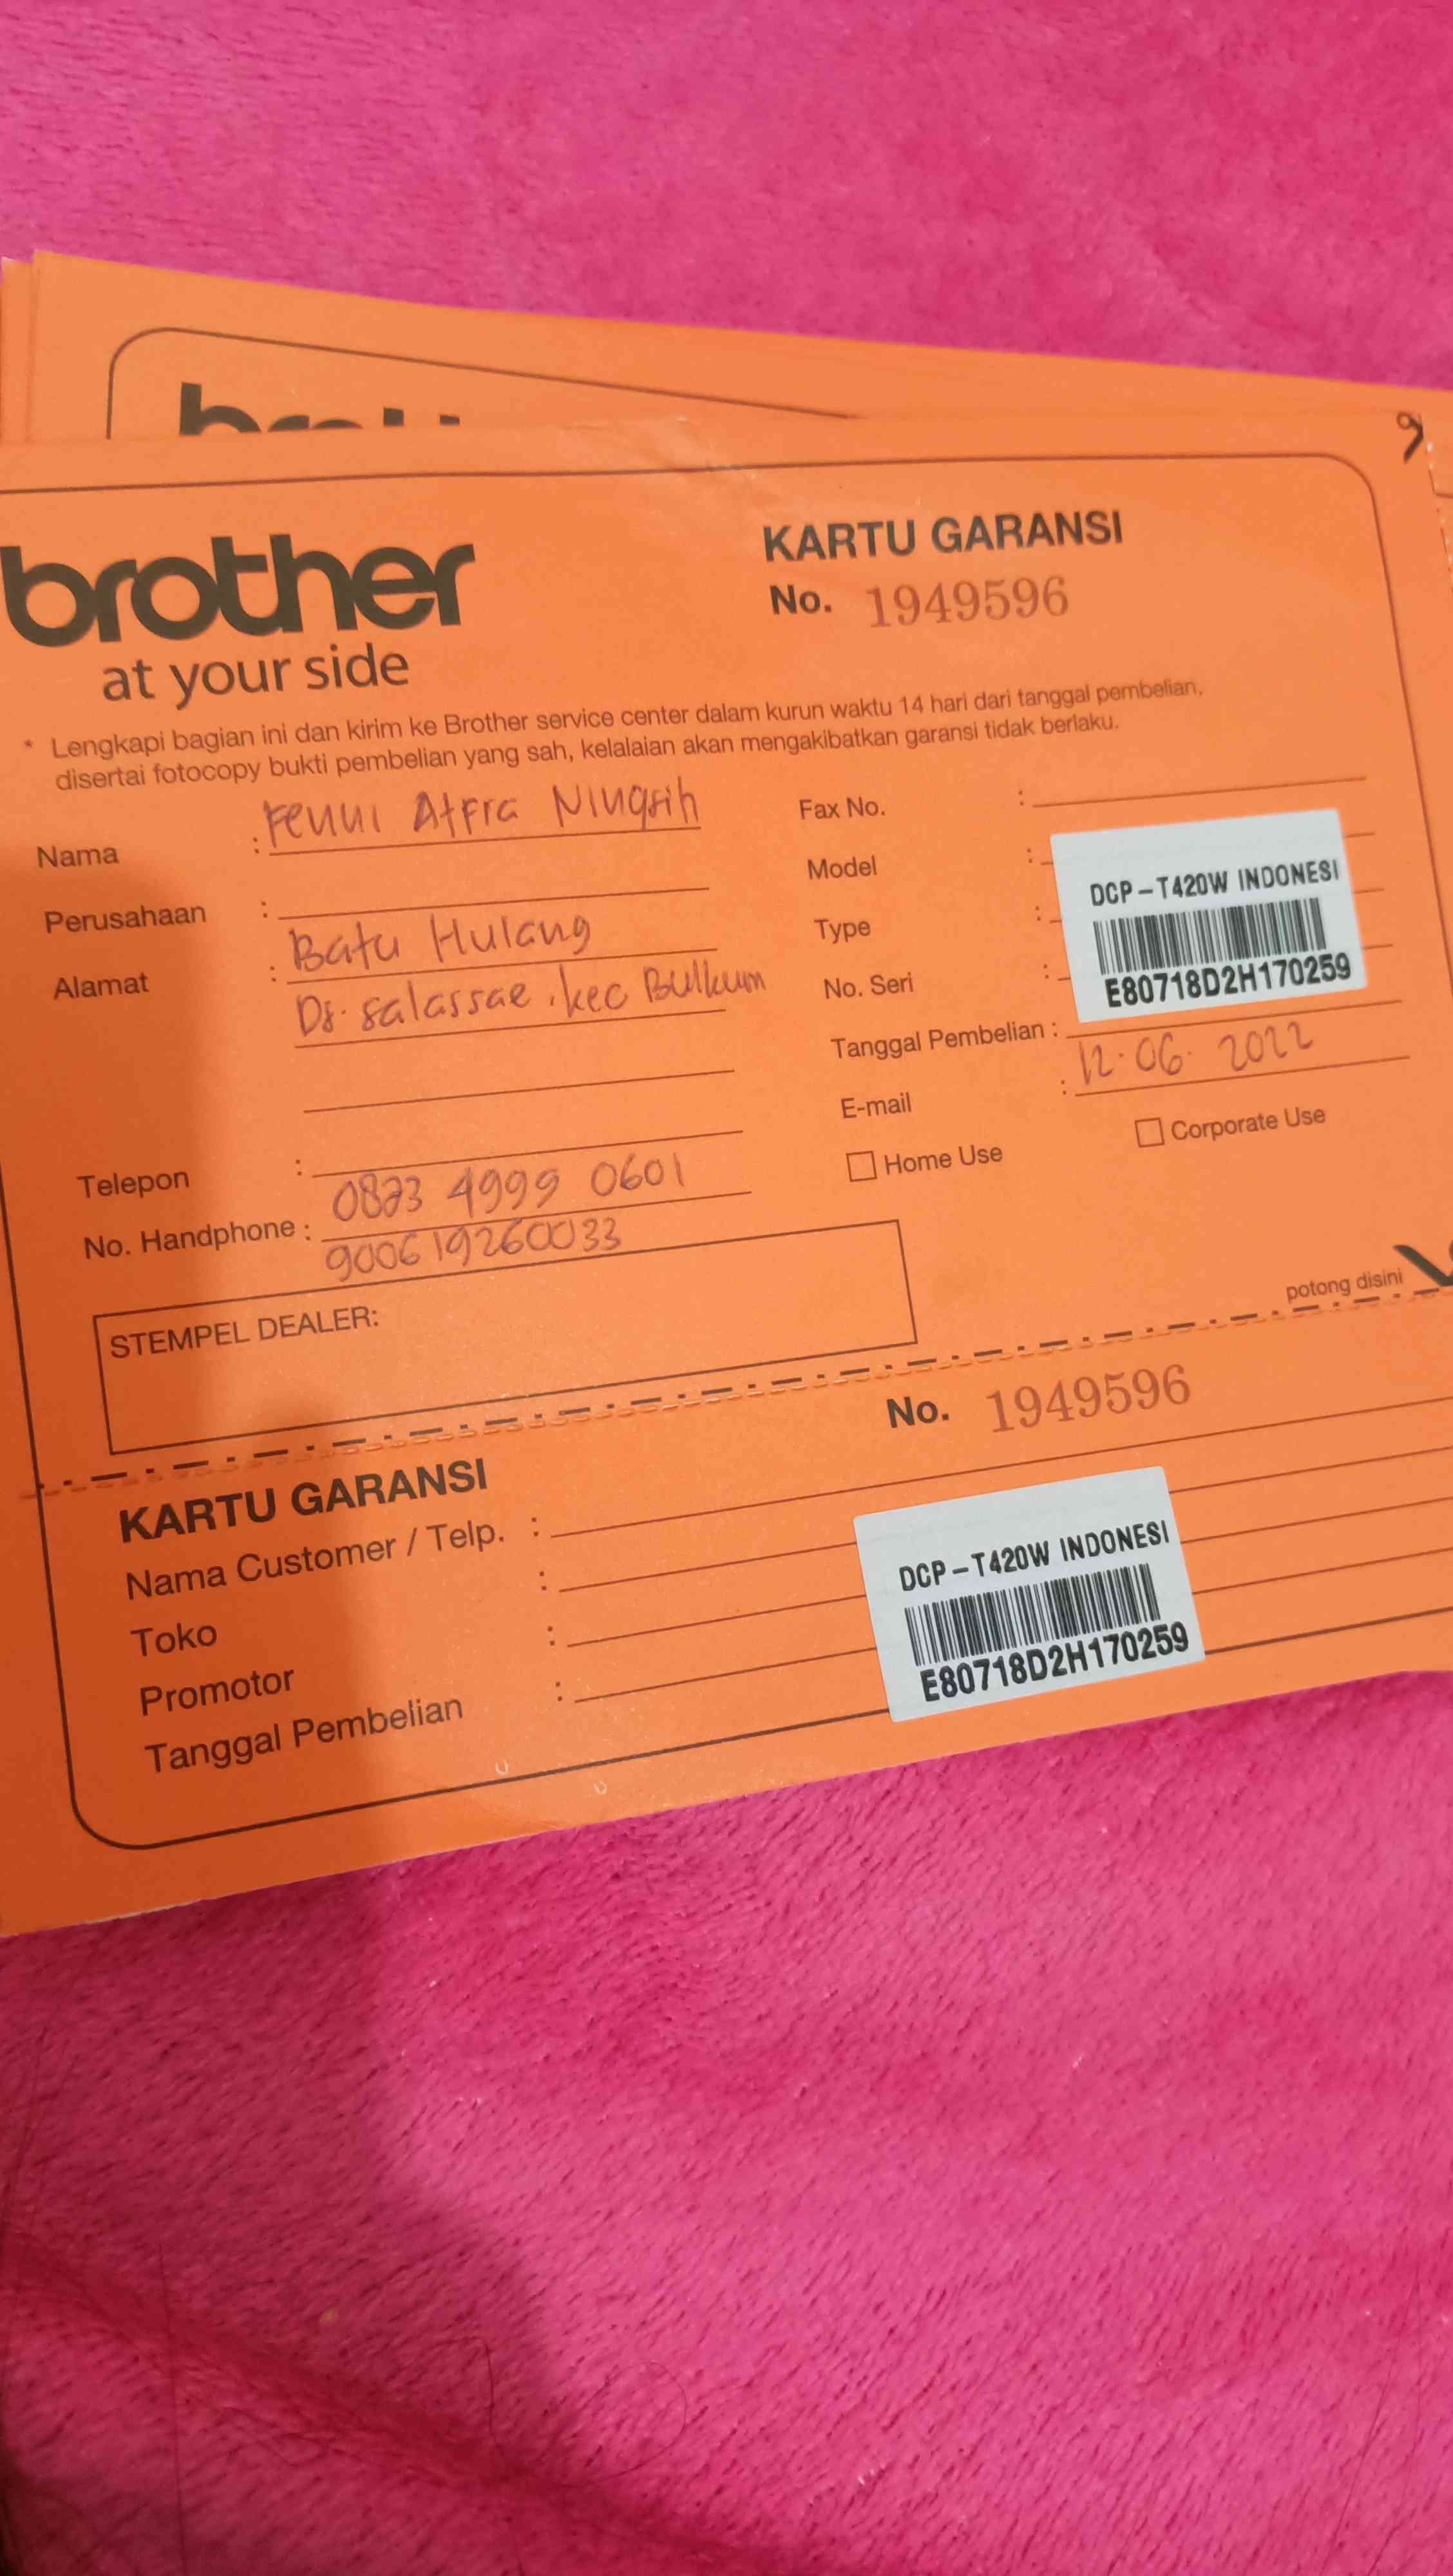 9
brother
at your side
KARTU GARANSI
No. 1949596
* Lengkapi bagian ini dan kirim ke Brother service center dalam kurun waktu 14 hari dari tanggal pembelian,
disertai fotocopy bukti pembelian yang sah, kelalaian akan mengakibatkan garansi tidak berlaku.
Nama : Fenni Atfra Ningsih
Perusahaan :
Alamat : Batu Hulang
Ds. Salassae, kec Bulkum
Telepon :
No. Handphone : 0823 4999 0601
900619260033
Fax No. :
Model :
Type :
No. Seri :
DCP-T420W INDONESI
E80718D2H170259
Tanggal Pembelian : 12.06.2022
E-mail :
Home Use
Corporate Use
STEMPEL DEALER:
potong disini
KARTU GARANSI
No. 1949596
Nama Customer / Telp. :
Toko :
Promotor :
Tanggal Pembelian :
DCP-T420W INDONESI
E80718D2H170259